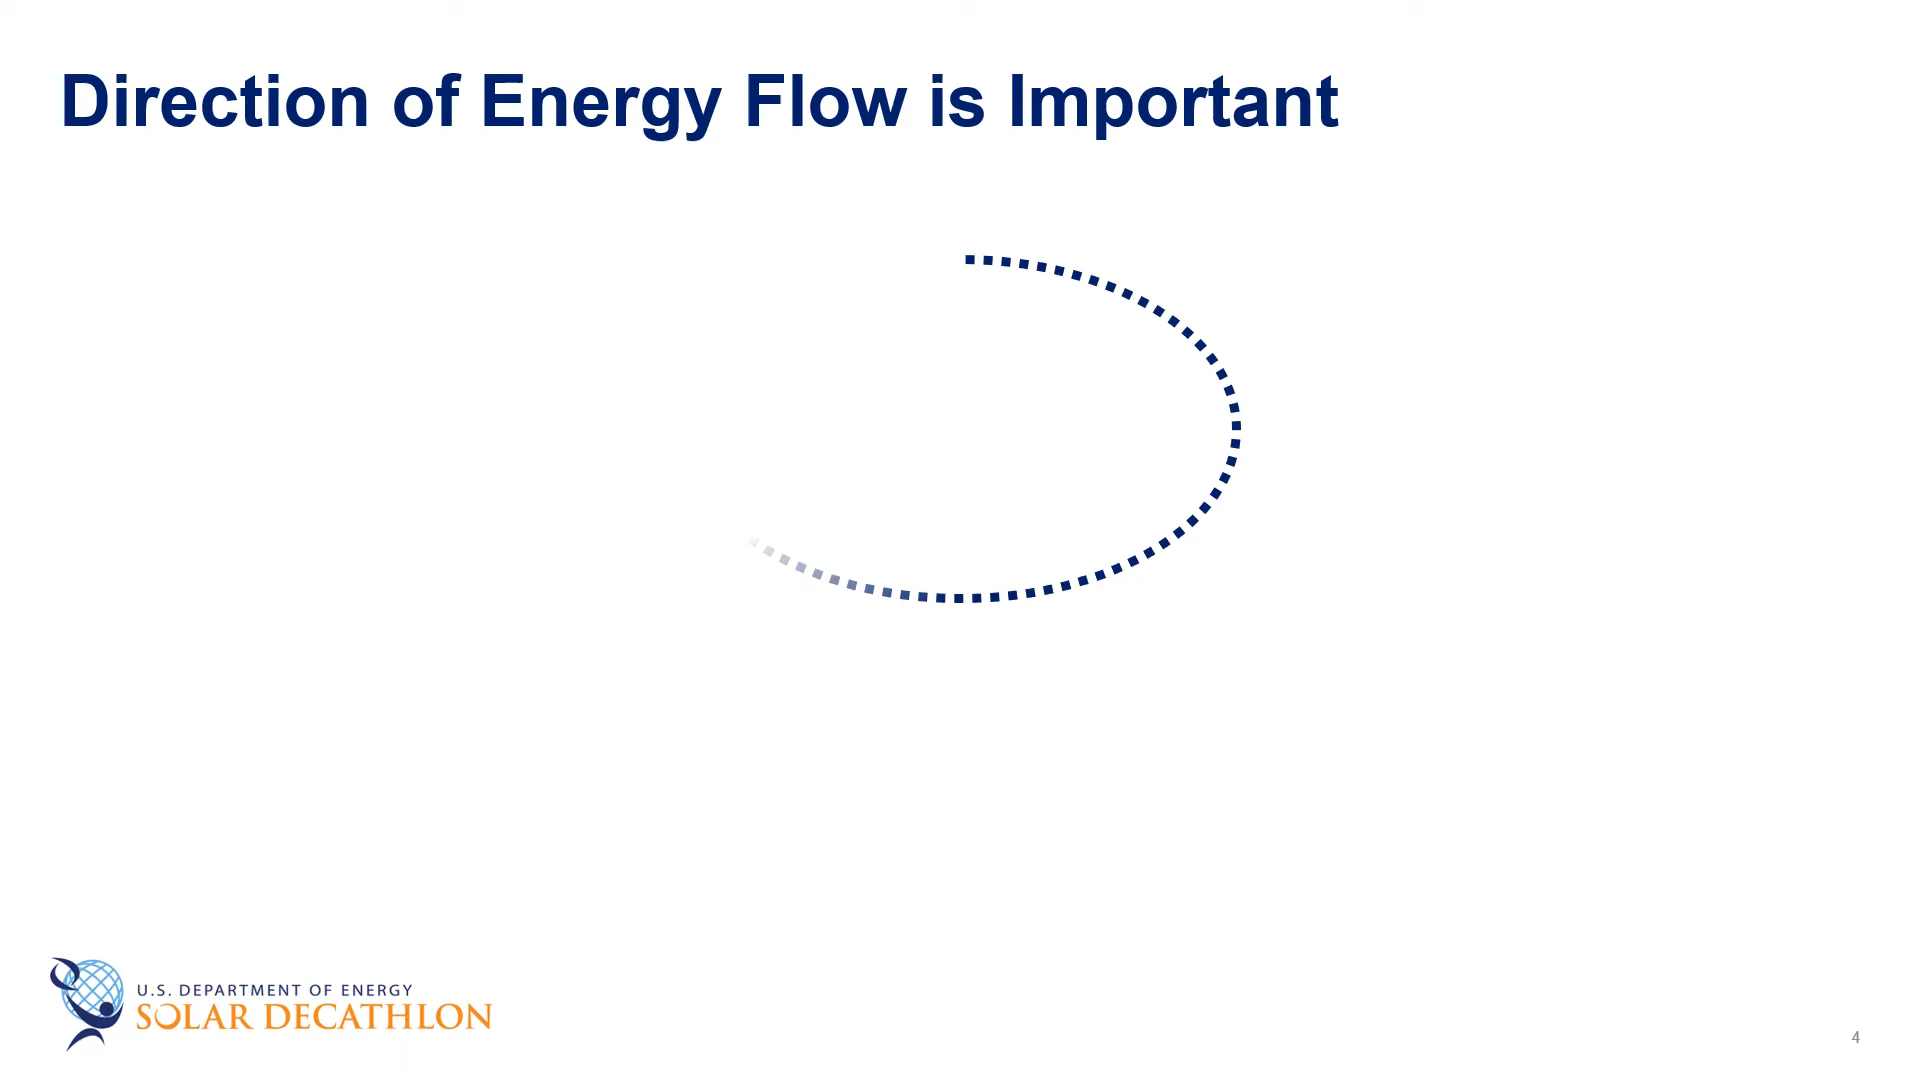 Direction of Energy Flow is Important
U.S. DEPARTMENT OF ENERGY
SOLAR DECATHLON
4